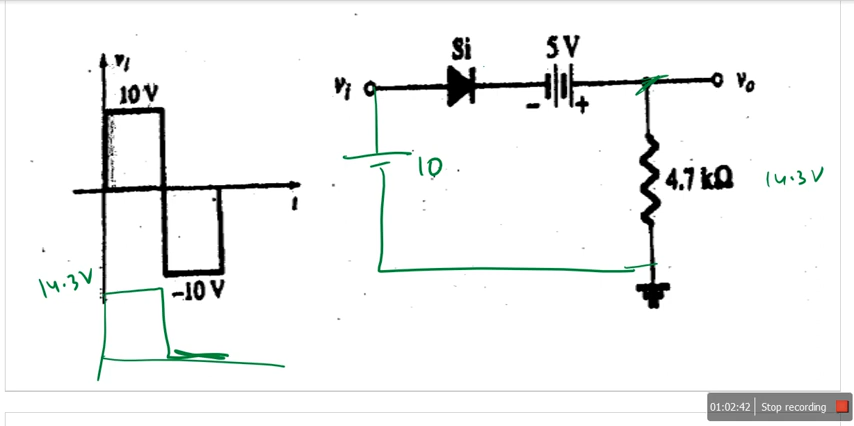 vi
10 V
t
-10 V
14.3V
Si
5 V
vi
- +
vo
10
4.7 kΩ
14.3V
01:02:42 Stop recording